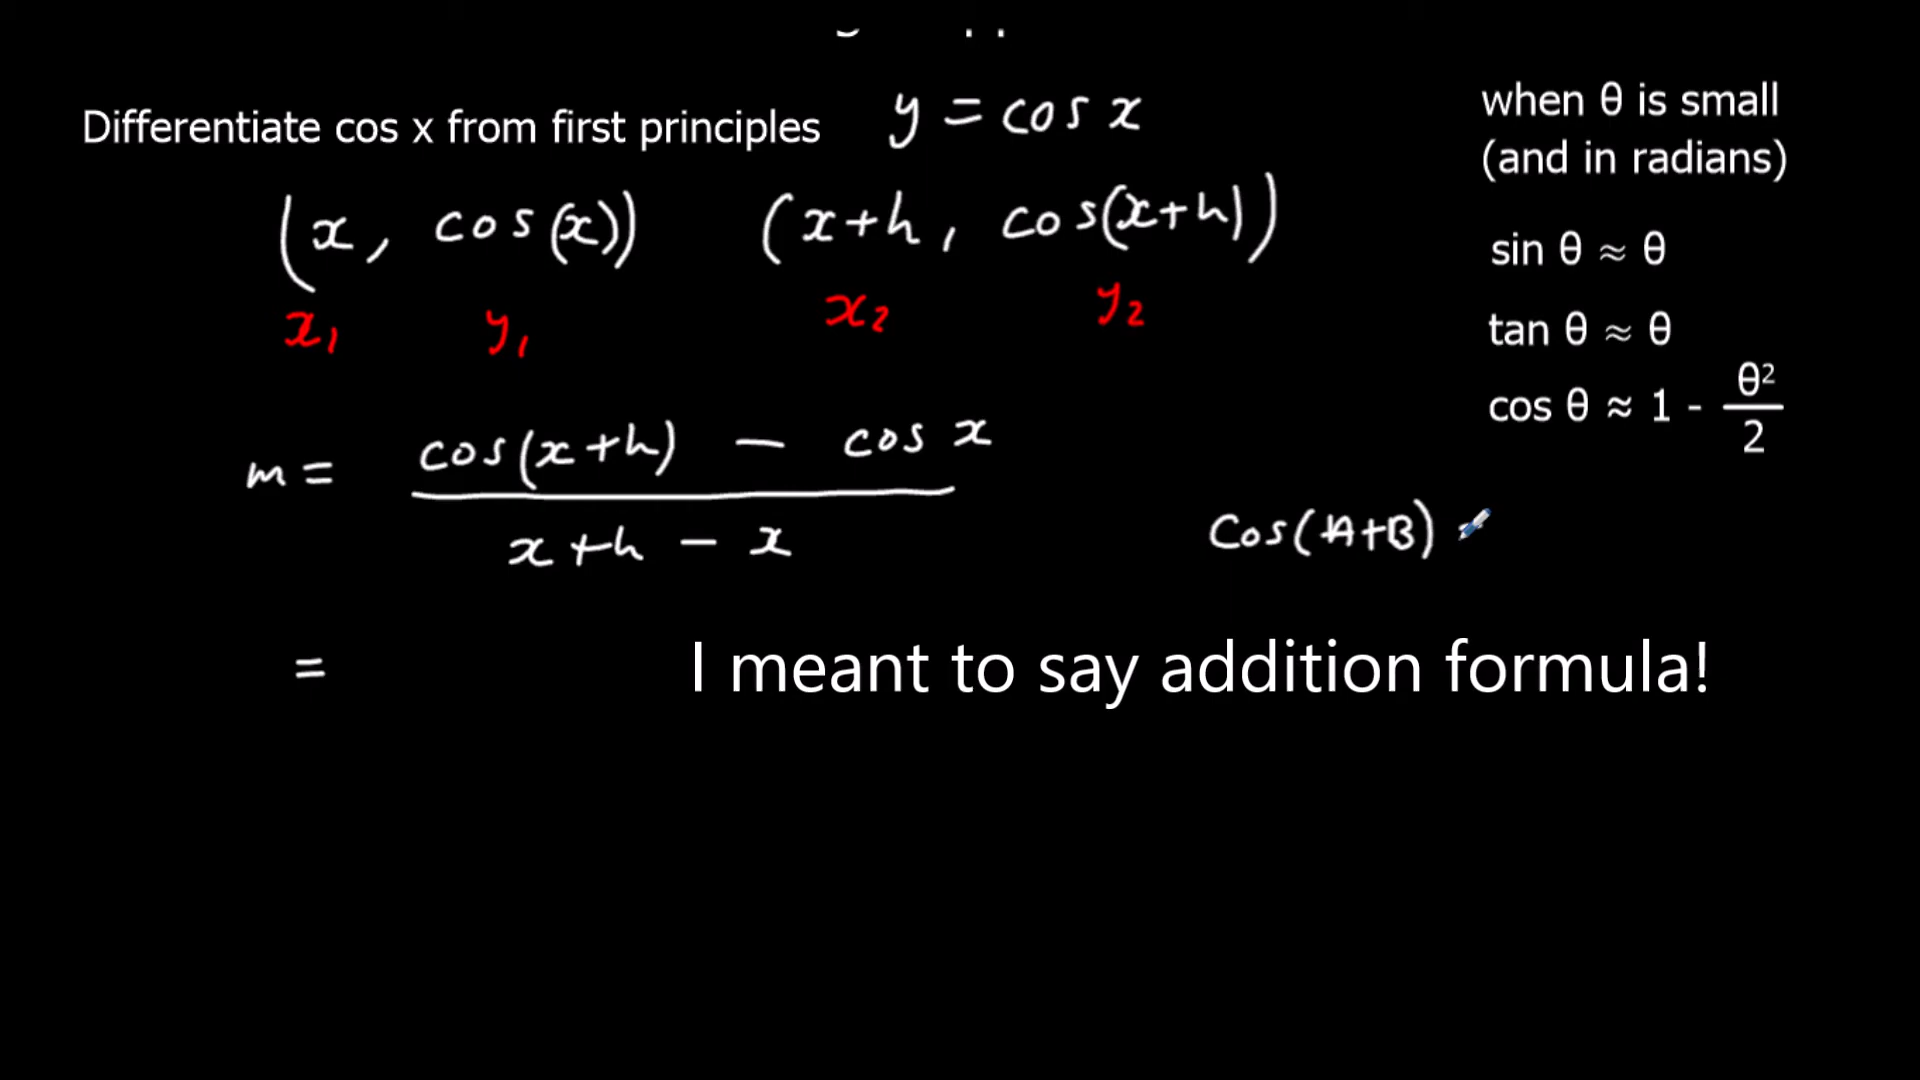 Differentiate cos x from first principles y = cos x
(x, cos(x)) (x+h, cos(x+h))
x₁ y₁ x₂ y₂
m = cos(x+h) - cos x
x+h - x
=
when θ is small
(and in radians)
sin θ ≈ θ
tan θ ≈ θ
cos θ ≈ 1 - θ²/2
Cos(A+B)
I meant to say addition formula!